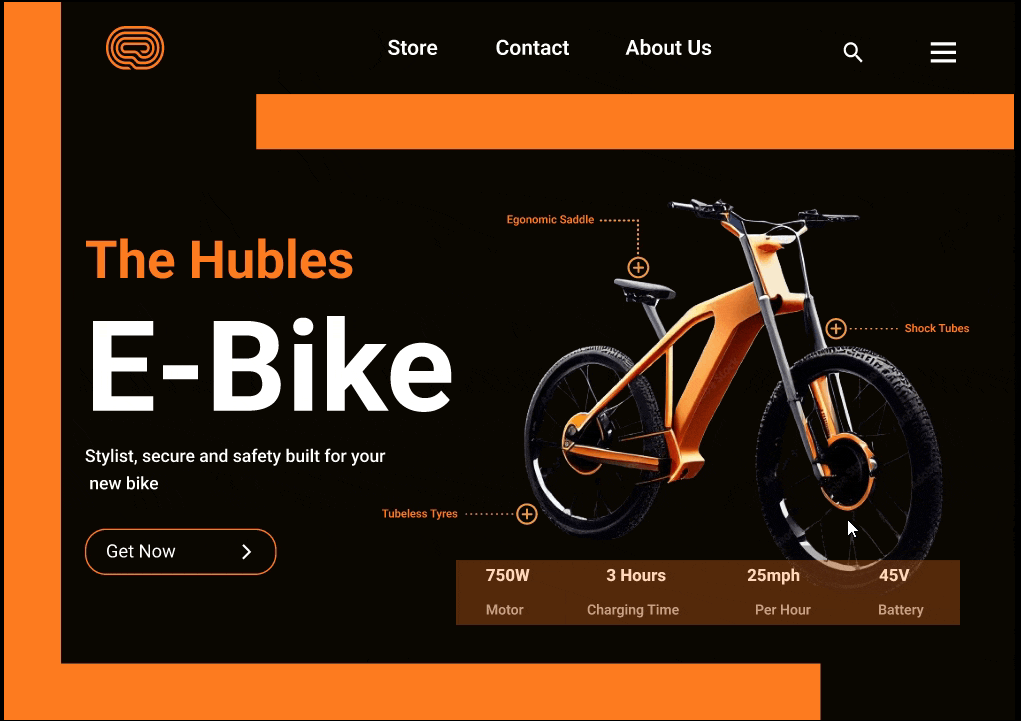 Store Contact About Us
Egonomic Saddle
The Hubles
Shock Tubes
E-Bike
Stylist, secure and safety built for your
new bike
Tubeless Tyres
Get Now
750W 3 Hours 25mph 45V
Motor Charging Time Per Hour Battery